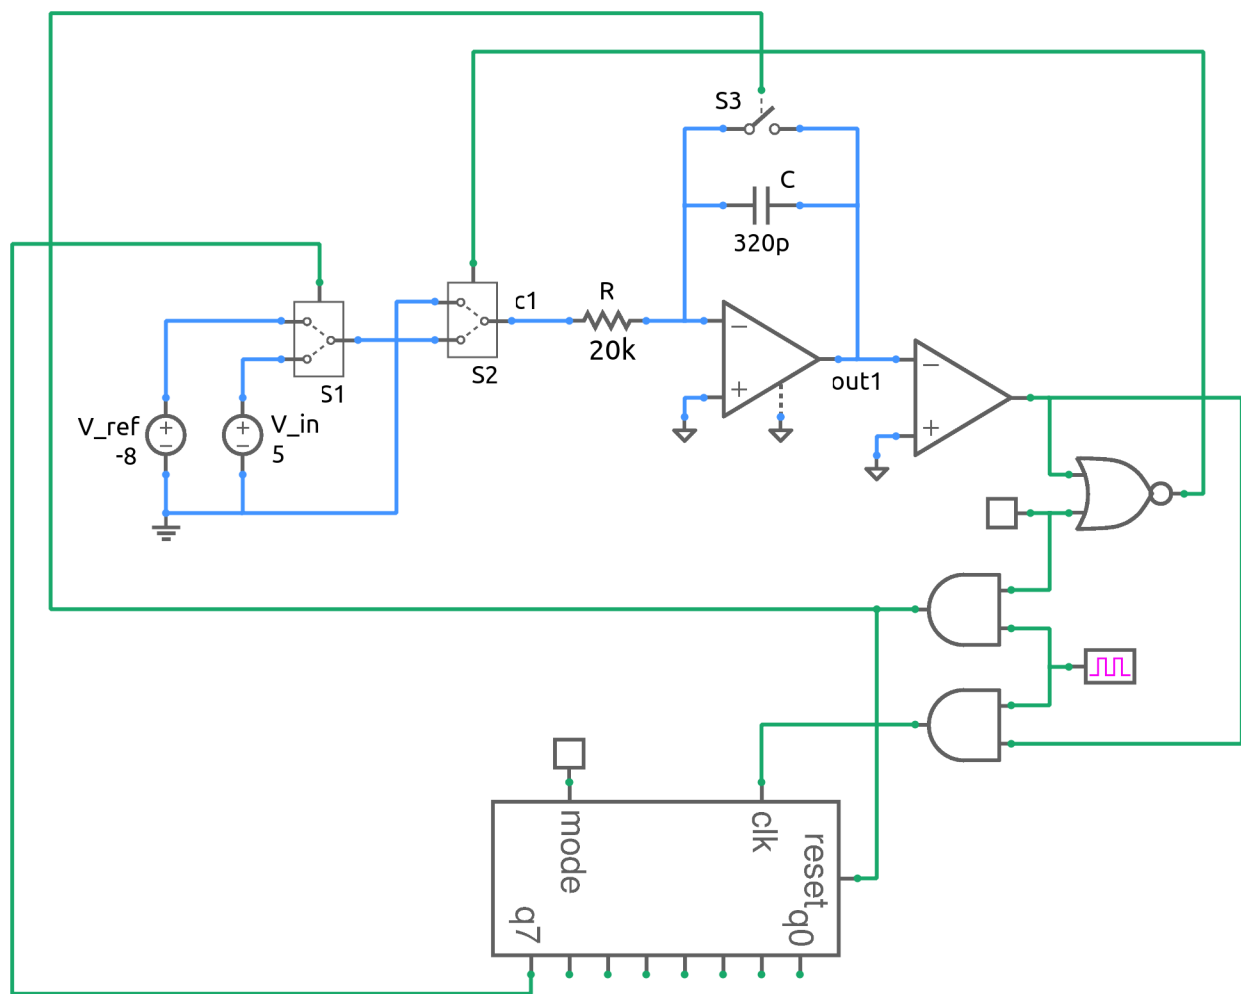 S3
C
320p
S2
c1
R
20k
S1
out1
V_ref
-8
V_in
5
mode
clk
reset
q7
q0